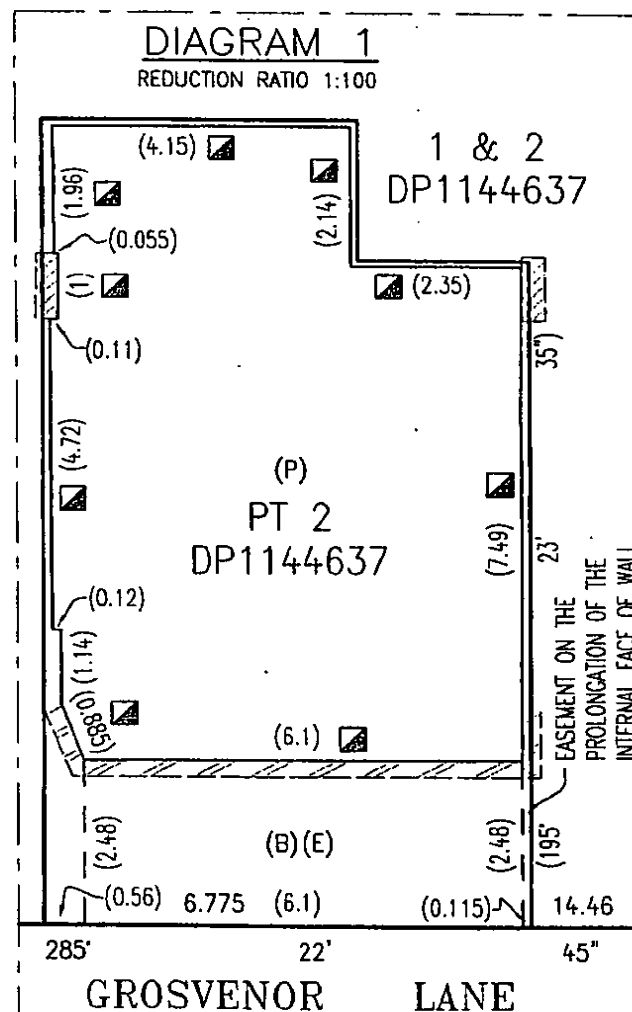 DIAGRAM 1
REDUCTION RATIO 1:100
(4.15)
1 & 2
DP1144637
(1.96)
(2.14)
(0.055)
(1)
(2.35)
(0.11)
35")
(4.72)
(P)
PT 2
DP1144637
(7.49)
23'
(0.12)
(1.14)
EASEMENT ON THE
PROLONGATION OF THE
INTERNAL FACE OF WALL
(0.885)
(6.1)
(2.48)
(B)(E)
(2.48)
(195'
(0.56)
6.775 (6.1)
(0.115)
14.46
285' 22' 45"
GROSVENOR LANE